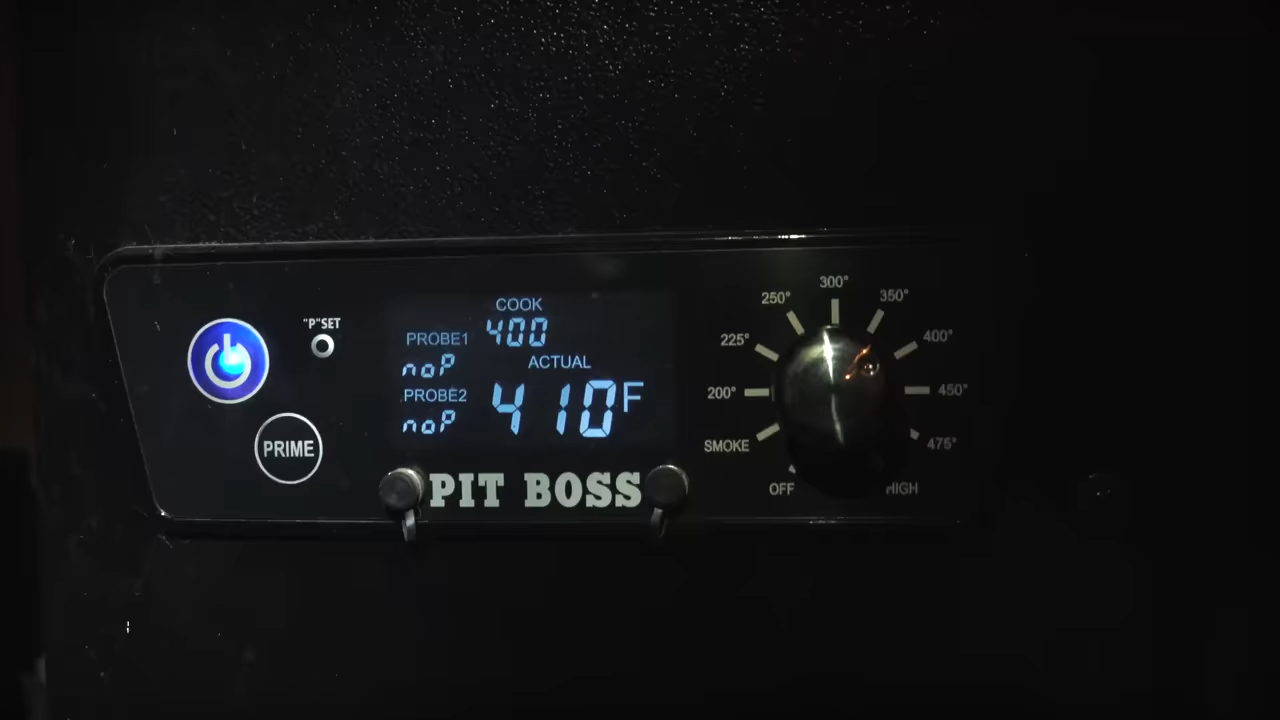 "P"SET
PRIME
COOK
400
PROBE1
noP
ACTUAL
410F
PROBE2
noP
PIT BOSS
OFF
SMOKE
200°
225°
250°
300°
350°
400°
450°
475°
HIGH